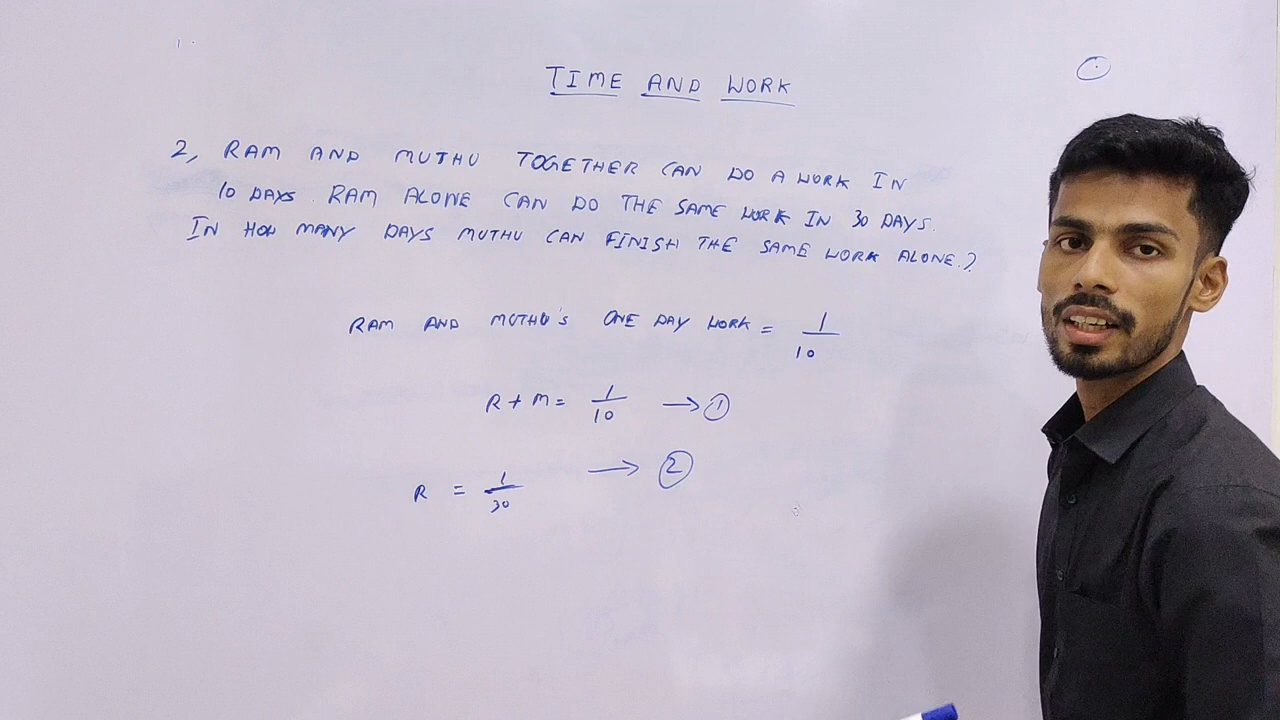 TIME AND WORK
2, RAM AND MUTHU TOGETHER CAN DO A WORK IN
10 DAYS. RAM ALONE CAN DO THE SAME WORK IN 30 DAYS.
IN HOW MANY DAYS MUTHU CAN FINISH THE SAME WORK ALONE.?
RAM AND MUTHU'S ONE DAY WORK = 1/10
R + M = 1/10 → ①
R = 1/30 → ②